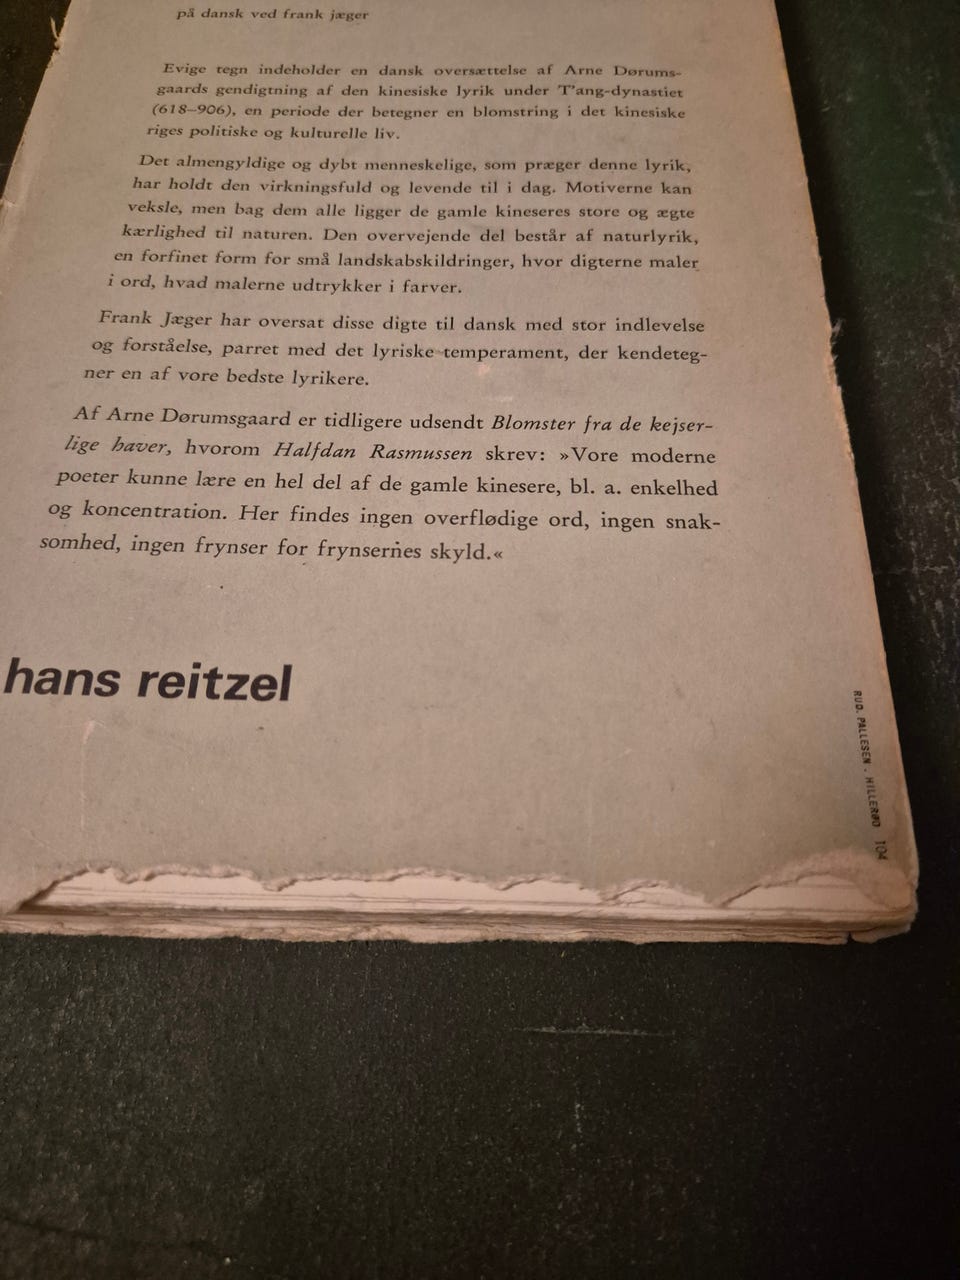 på dansk ved frank jæger
Evige tegn indeholder en dansk oversættelse af Arne Dørums-
gaards gendigtning af den kinesiske lyrik under T'ang-dynastiet
(618–906), en periode der betegner en blomstring i det kinesiske
riges politiske og kulturelle liv.
Det almengyldige og dybt menneskelige, som præger denne lyrik,
har holdt den virkningsfuld og levende til i dag. Motiverne kan
veksle, men bag dem alle ligger de gamle kineseres store og ægte
kærlighed til naturen. Den overvejende del består af naturlyrik,
en forfinet form for små landskabskildringer, hvor digterne maler
i ord, hvad malerne udtrykker i farver.
Frank Jæger har oversat disse digte til dansk med stor indlevelse
og forståelse, parret med det lyriske temperament, der kendeteg-
ner en af vore bedste lyrikere.
Af Arne Dørumsgaard er tidligere udsendt Blomster fra de kejser-
lige haver, hvorom Halfdan Rasmussen skrev: »Vore moderne
poeter kunne lære en hel del af de gamle kinesere, bl. a. enkelhed
og koncentration. Her findes ingen overflødige ord, ingen snak-
somhed, ingen frynser for frynsernes skyld.«
hans reitzel
RUD. PALLESEN - HILLERØD 104